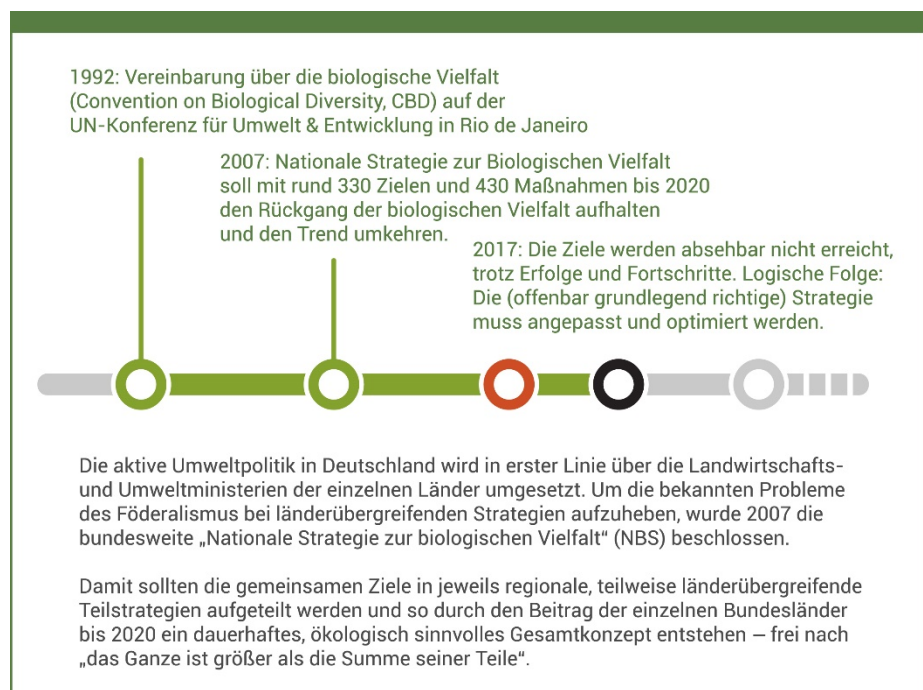 1992: Vereinbarung über die biologische Vielfalt
(Convention on Biological Diversity, CBD) auf der
UN-Konferenz für Umwelt & Entwicklung in Rio de Janeiro
2007: Nationale Strategie zur Biologischen Vielfalt
soll mit rund 330 Zielen und 430 Maßnahmen bis 2020
den Rückgang der biologischen Vielfalt aufhalten
und den Trend umkehren.
2017: Die Ziele werden absehbar nicht erreicht,
trotz Erfolge und Fortschritte. Logische Folge:
Die (offenbar grundlegend richtige) Strategie
muss angepasst und optimiert werden.
Die aktive Umweltpolitik in Deutschland wird in erster Linie über die Landwirtschafts-
und Umweltministerien der einzelnen Länder umgesetzt. Um die bekannten Probleme
des Föderalismus bei länderübergreifenden Strategien aufzuheben, wurde 2007 die
bundesweite „Nationale Strategie zur biologischen Vielfalt“ (NBS) beschlossen.
Damit sollten die gemeinsamen Ziele in jeweils regionale, teilweise länderübergreifende
Teilstrategien aufgeteilt werden und so durch den Beitrag der einzelnen Bundesländer
bis 2020 ein dauerhaftes, ökologisch sinnvolles Gesamtkonzept entstehen – frei nach
„das Ganze ist größer als die Summe seiner Teile“.